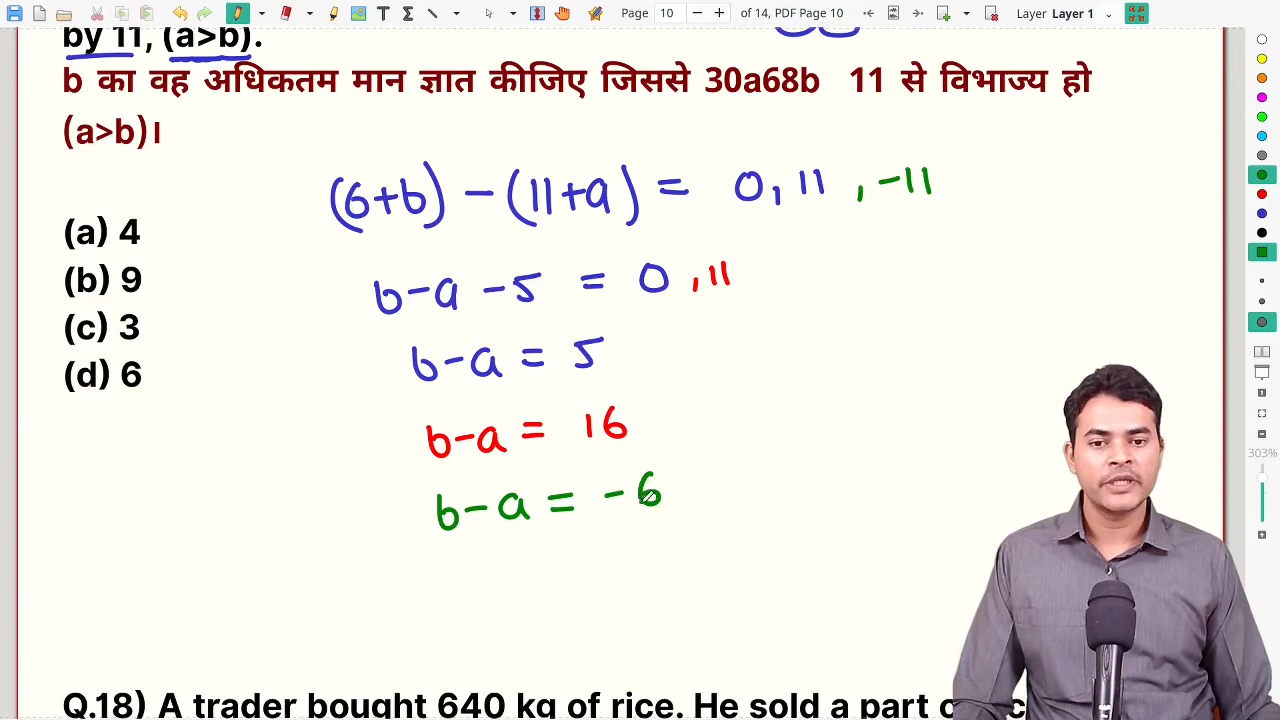 Page 10 of 14, PDF Page 10 Layer Layer 1
by 11, (a>b).
b का वह अधिकतम मान ज्ञात कीजिए जिससे 30a68b 11 से विभाज्य हो
(a>b)।
(6+b) - (11+a) = 0, 11, -11
(a) 4
(b) 9
b-a-5 = 0, 11
(c) 3
b-a = 5
(d) 6
b-a = 16
303%
b-a = -6
Q.18) A trader bought 640 kg of rice. He sold a part